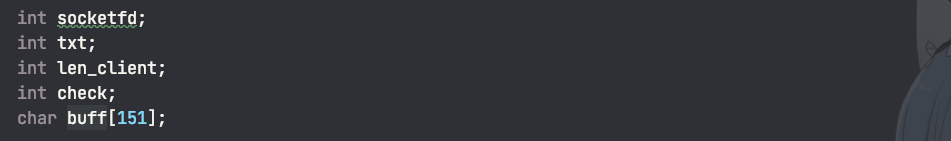 int socketfd;
int txt;
int len_client;
int check;
char buff[151];